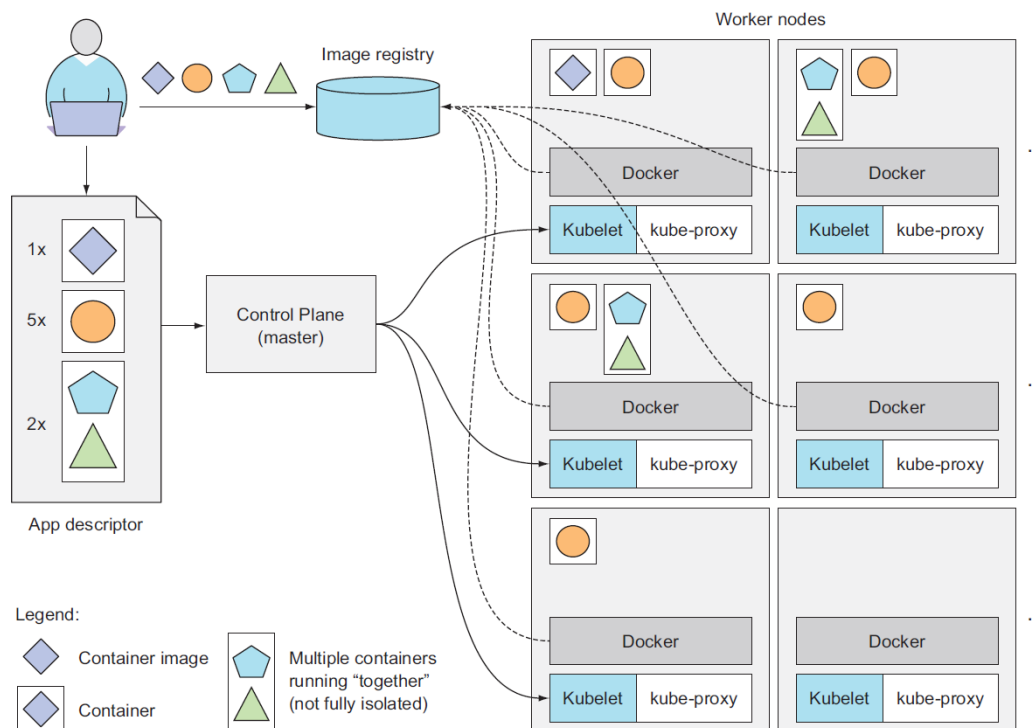 Worker nodes
Image registry
Docker
Kubelet
kube-proxy
Docker
Kubelet
kube-proxy
1x
5x
2x
App descriptor
Control Plane
(master)
Docker
Kubelet
kube-proxy
Docker
Kubelet
kube-proxy
Docker
Kubelet
kube-proxy
Docker
Kubelet
kube-proxy
Legend:
Container image
Container
Multiple containers
running “together”
(not fully isolated)